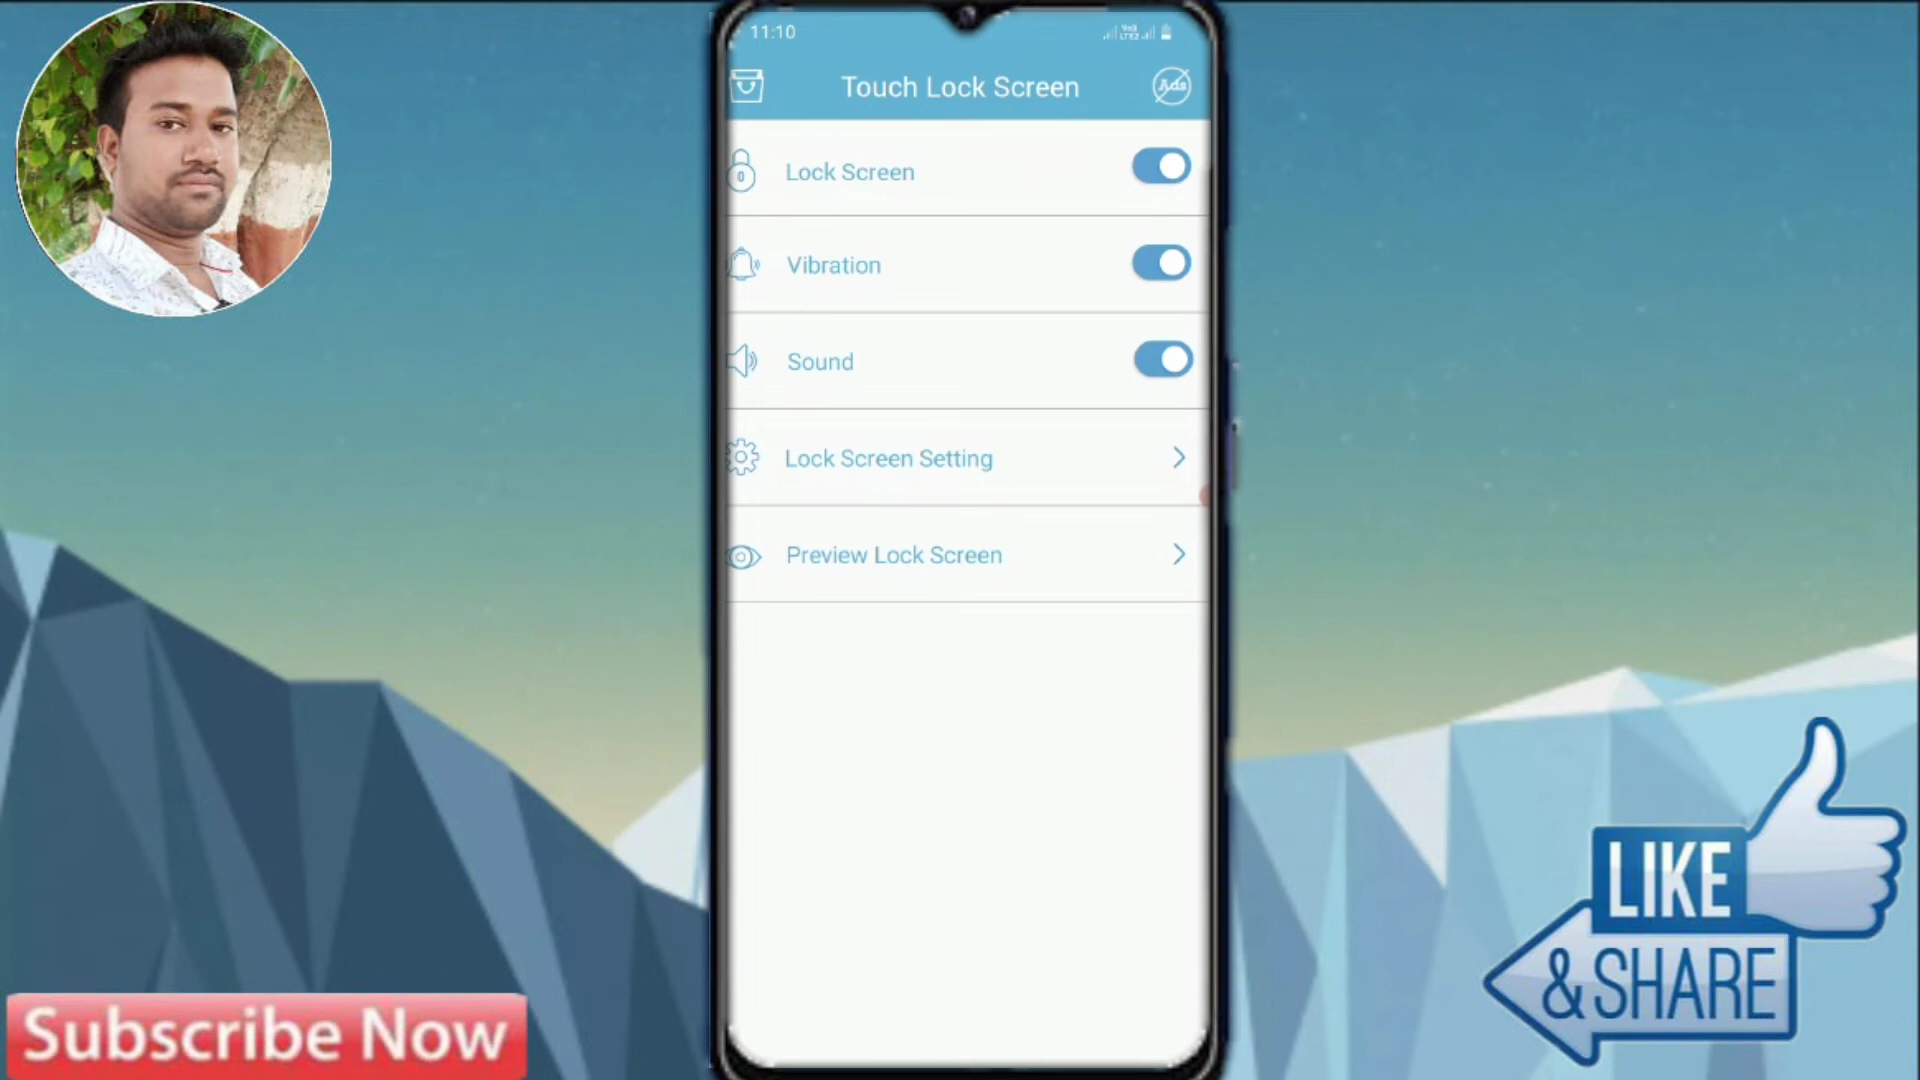 11:10
Touch Lock Screen
Ads
Lock Screen
Vibration
Sound
Lock Screen Setting
Preview Lock Screen
LIKE
& SHARE
Subscribe Now